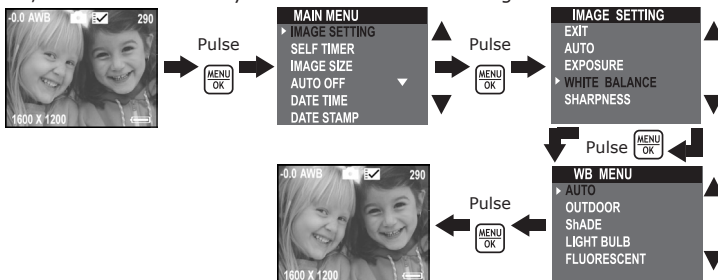 -0.0 AWB 290
1600 X 1200
Pulse
MENU
OK
MAIN MENU
IMAGE SETTING
SELF TIMER
IMAGE SIZE
AUTO OFF
DATE TIME
DATE STAMP
Pulse
MENU
OK
IMAGE SETTING
EXIT
AUTO
EXPOSURE
WHITE BALANCE
SHARPNESS
Pulse
MENU
OK
WB MENU
AUTO
OUTDOOR
ShADE
LIGHT BULB
FLUORESCENT
Pulse
MENU
OK
-0.0 AWB 290
1600 X 1200